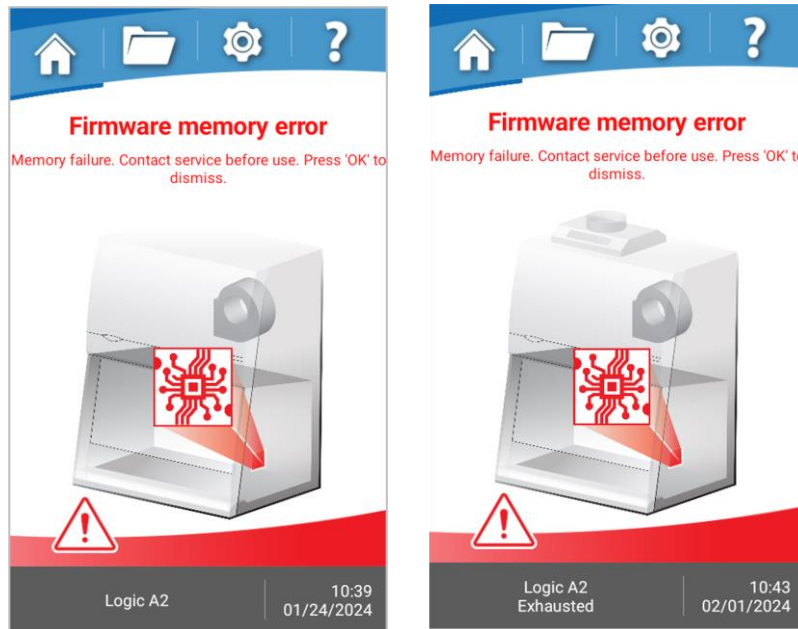 ?
Firmware memory error
Memory failure. Contact service before use. Press 'OK' to
dismiss.
!
Logic A2
10:39
01/24/2024
?
Firmware memory error
Memory failure. Contact service before use. Press 'OK' t
dismiss.
!
Logic A2
Exhausted
10:43
02/01/2024